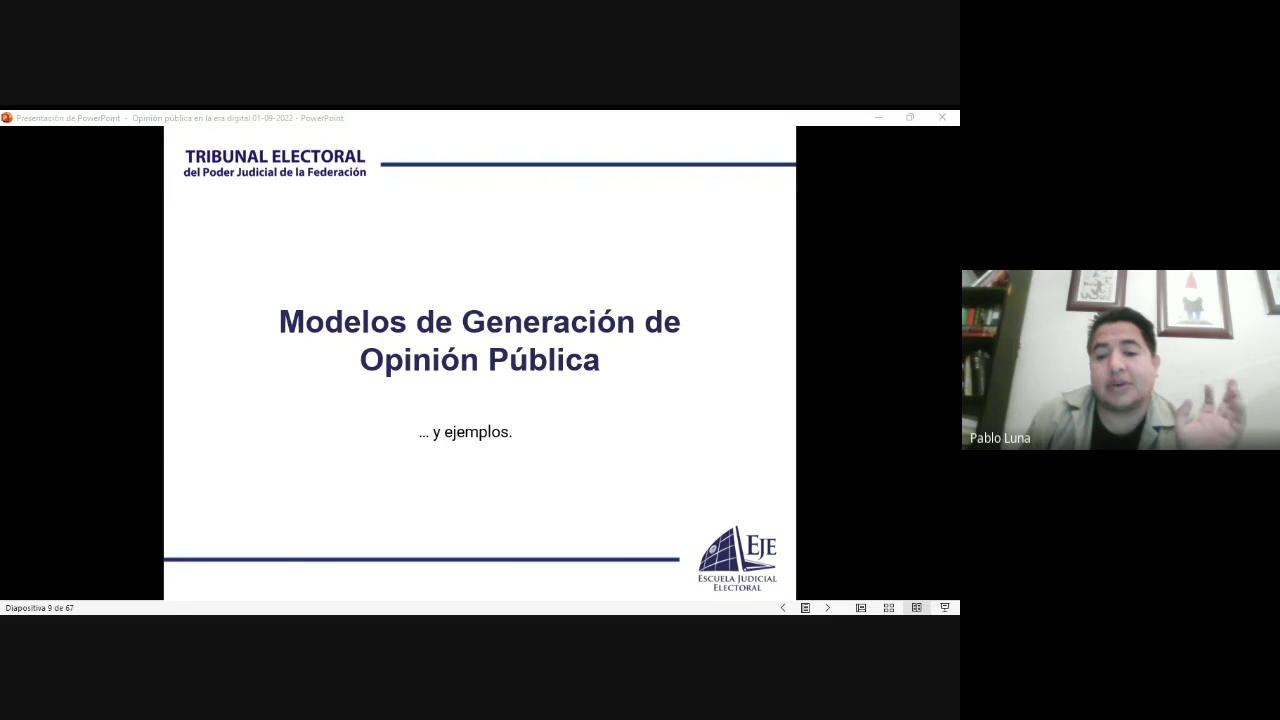 Presentación de PowerPoint - Opinión pública en la era digital 01-09-2022 - PowerPoint
TRIBUNAL ELECTORAL
del Poder Judicial de la Federación
Modelos de Generación de
Opinión Pública
... y ejemplos.
EJE
ESCUELA JUDICIAL
ELECTORAL
Diapositiva 9 de 67
Pablo Luna